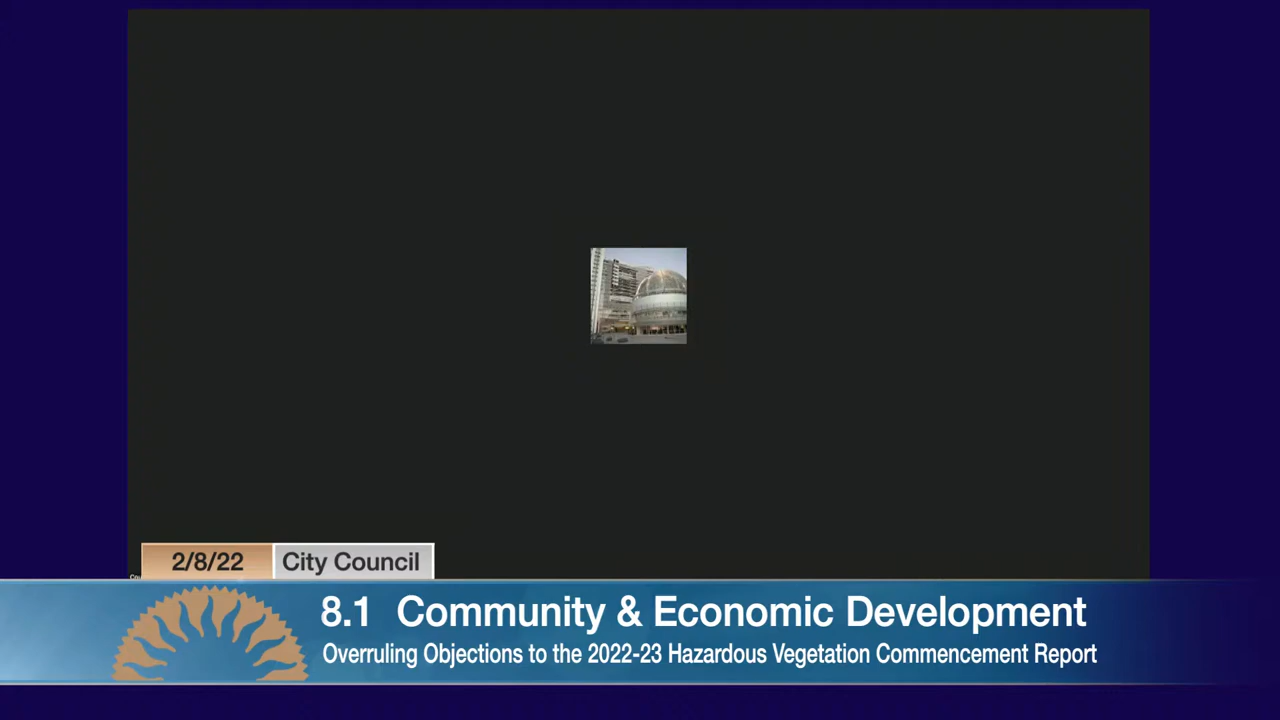 2/8/22 City Council
8.1 Community & Economic Development
Overruling Objections to the 2022-23 Hazardous Vegetation Commencement Report